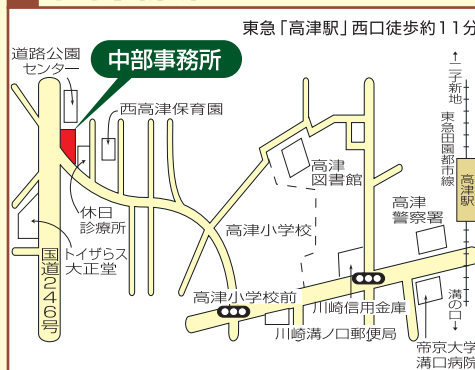 東急「高津駅」西口徒歩約11分
道路公園
センター
中部事務所
西高津保育園
↑二子新地
東急田園都市線
高津駅
高津
図書館
高津
警察署
休日
診療所
高津小学校
トイザらス
大正堂
国道246号
高津小学校前
川崎信用金庫
川崎溝ノ口郵便局
溝の口↓
帝京大学
溝口病院